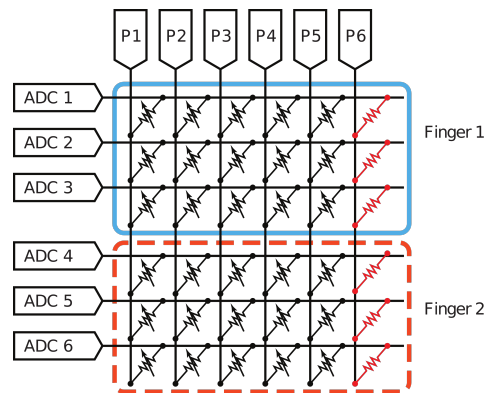 P1 P2 P3 P4 P5 P6
ADC 1
ADC 2
Finger 1
ADC 3
ADC 4
ADC 5
Finger 2
ADC 6